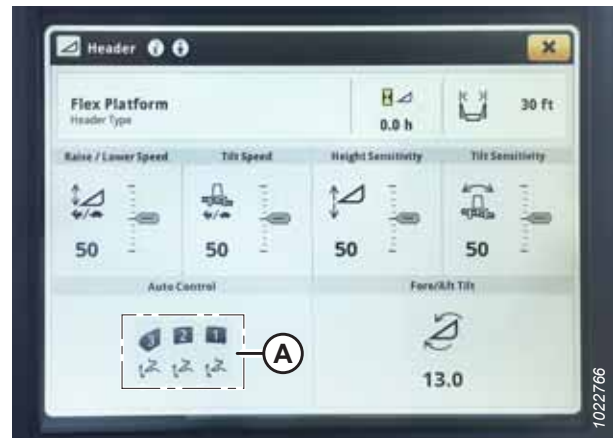 Header
Flex Platform
Header Type
0.0 h
30 ft
Raise / Lower Speed
Tilt Speed
Height Sensitivity
Tilt Sensitivity
50
50
50
50
Auto Control
Fore/Aft Tilt
3 2 1
A
13.0
1022766